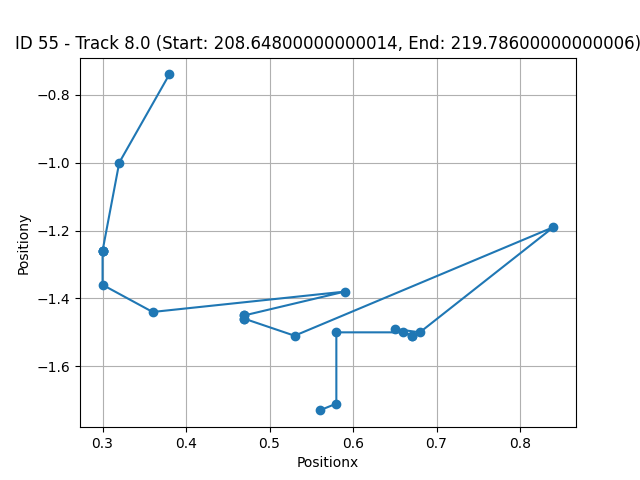 ID 55 - Track 8.0 (Start: 208.64800000000014, End: 219.78600000000006)
−0.8
−1.0
−1.2
−1.4
−1.6
Positiony
0.3 0.4 0.5 0.6 0.7 0.8
Positionx